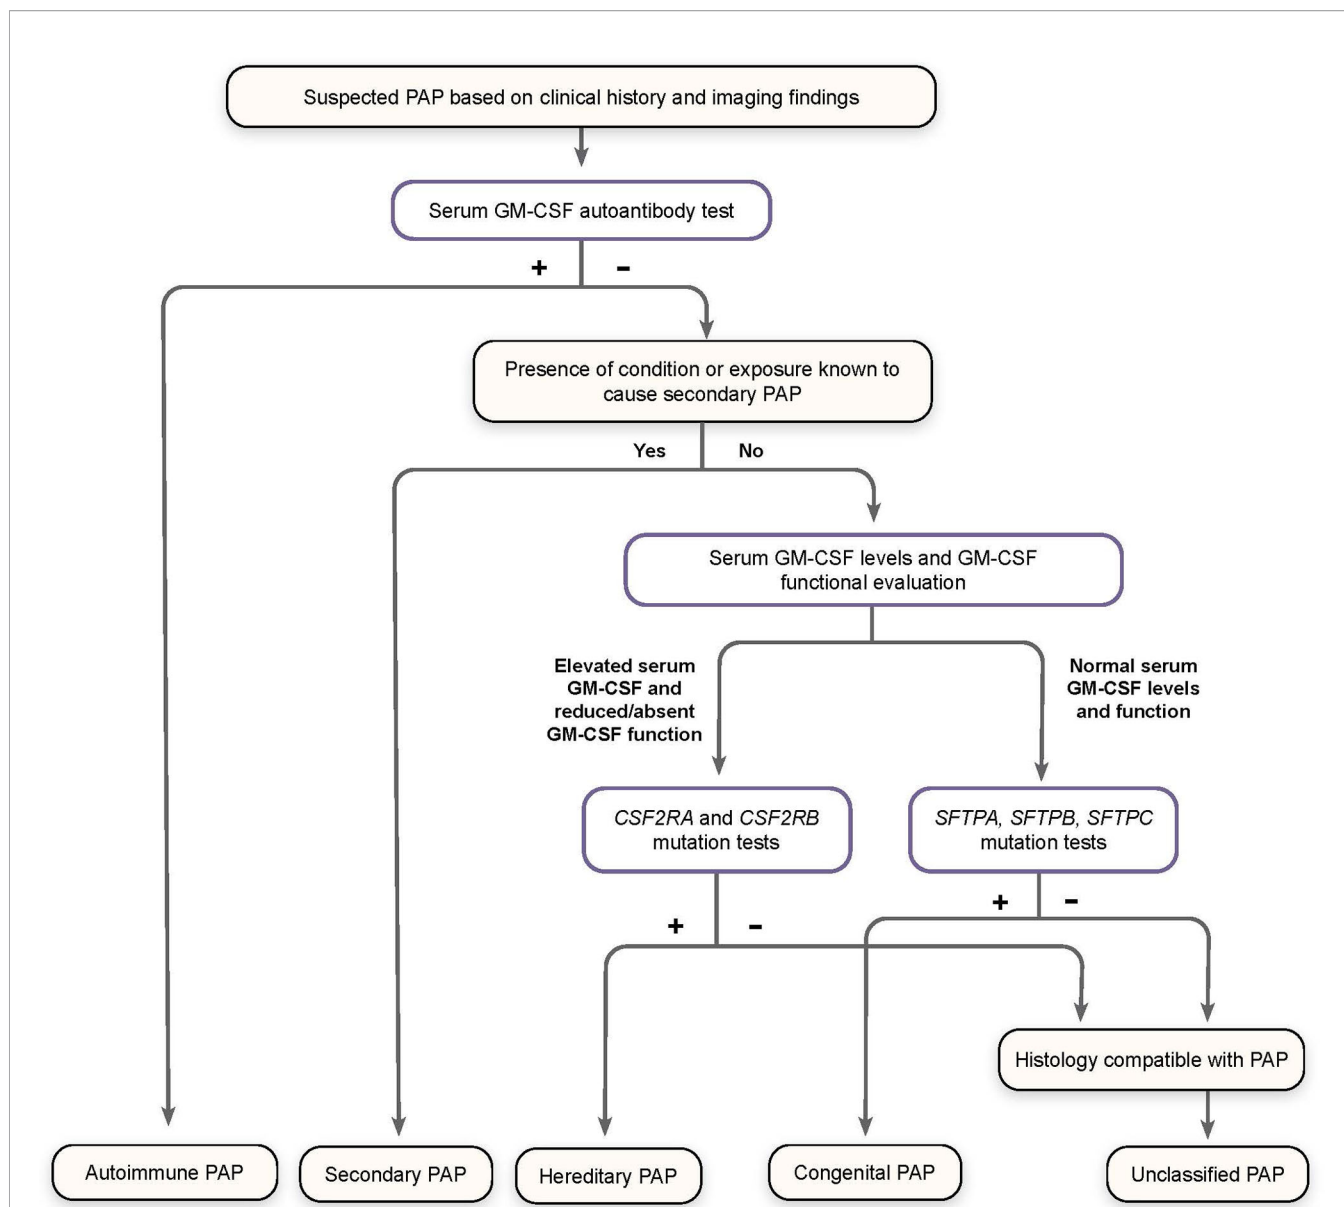 Suspected PAP based on clinical history and imaging findings
Serum GM-CSF autoantibody test
+ −
Presence of condition or exposure known to
cause secondary PAP
Yes No
Serum GM-CSF levels and GM-CSF
functional evaluation
Elevated serum
GM-CSF and
reduced/absent
GM-CSF function
Normal serum
GM-CSF levels
and function
CSF2RA and CSF2RB
mutation tests
SFTPA, SFTPB, SFTPC
mutation tests
+ −
+ −
Histology compatible with PAP
Autoimmune PAP
Secondary PAP
Hereditary PAP
Congenital PAP
Unclassified PAP